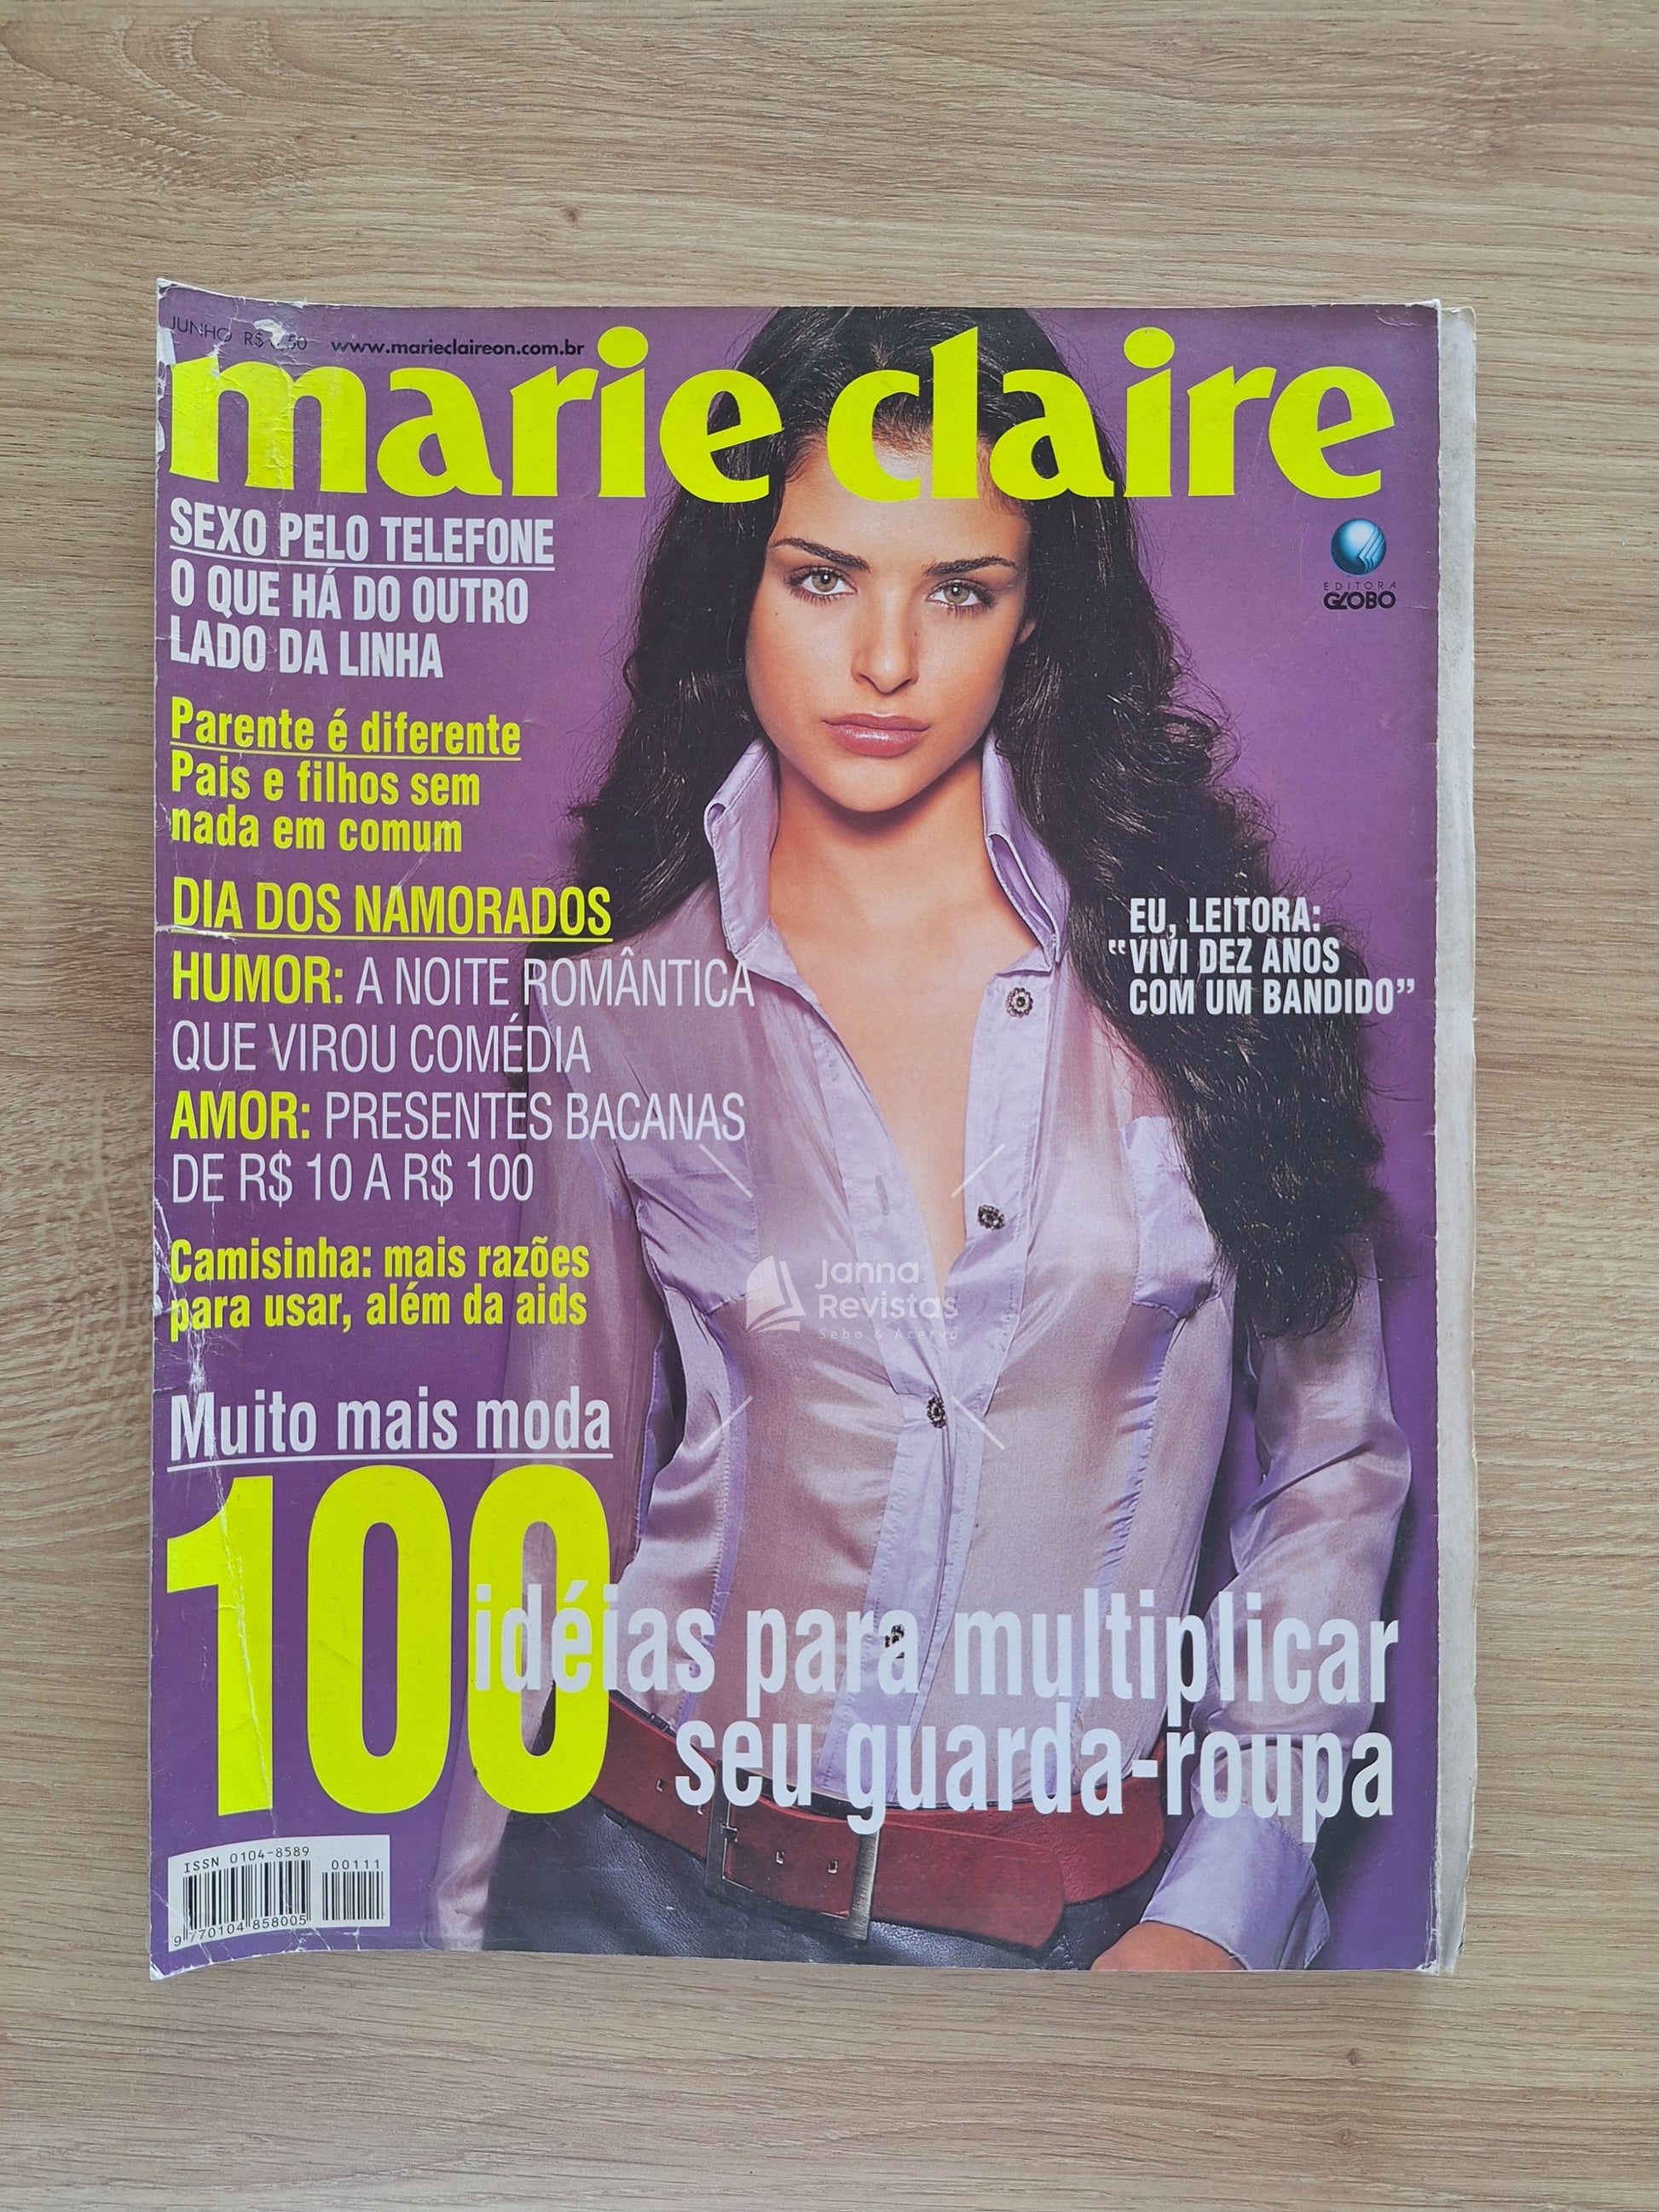 JUNHO R$ ,50 www.marieclaireon.com.br
marie claire
SEXO PELO TELEFONE
O QUE HÁ DO OUTRO
LADO DA LINHA
EDITORA
GLOBO
Parente é diferente
Pais e filhos sem
nada em comum
DIA DOS NAMORADOS
HUMOR: A NOITE ROMÂNTICA
QUE VIROU COMÉDIA
AMOR: PRESENTES BACANAS
DE R$ 10 A R$ 100
EU, LEITORA:
“VIVI DEZ ANOS
COM UM BANDIDO”
Camisinha: mais razões
para usar, além da aids
Janna
Revistas
Sebo & Acervo
Muito mais moda
100 idéias para multiplicar
seu guarda-roupa
ISSN 0104-8589
00111
9 770104 858005